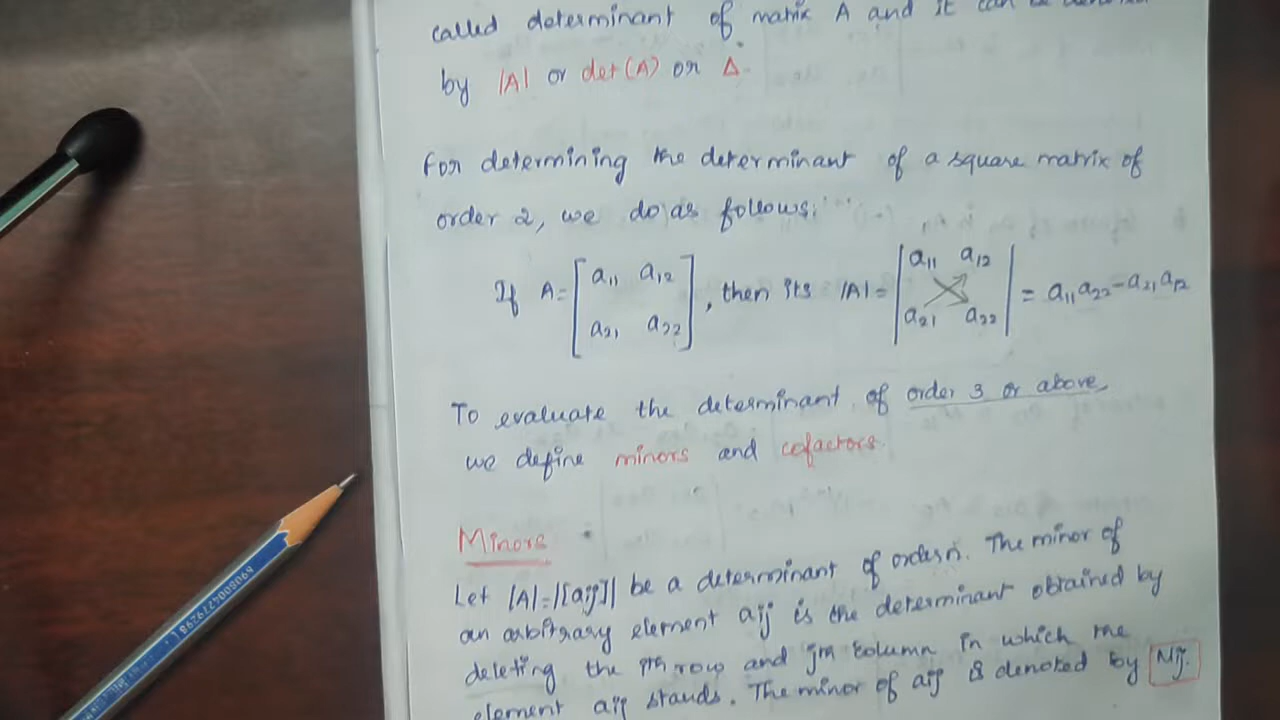 called determinant of matrix A and it can be denoted
by |A| or det(A) or Δ.
For determining the determinant of a square matrix of
order 2, we do as follows:
If A = [a11 a12
a21 a22], then its |A| = |a11 a12
a21 a22| = a11a22 - a21a12
To evaluate the determinant of order 3 or above,
we define minors and cofactors.
Minors
Let |A| = |[aij]| be a determinant of order n. The minor of
an arbitrary element aij is the determinant obtained by
deleting the ith row and jth column in which the
element aij stands. The minor of aij is denoted by Mij.